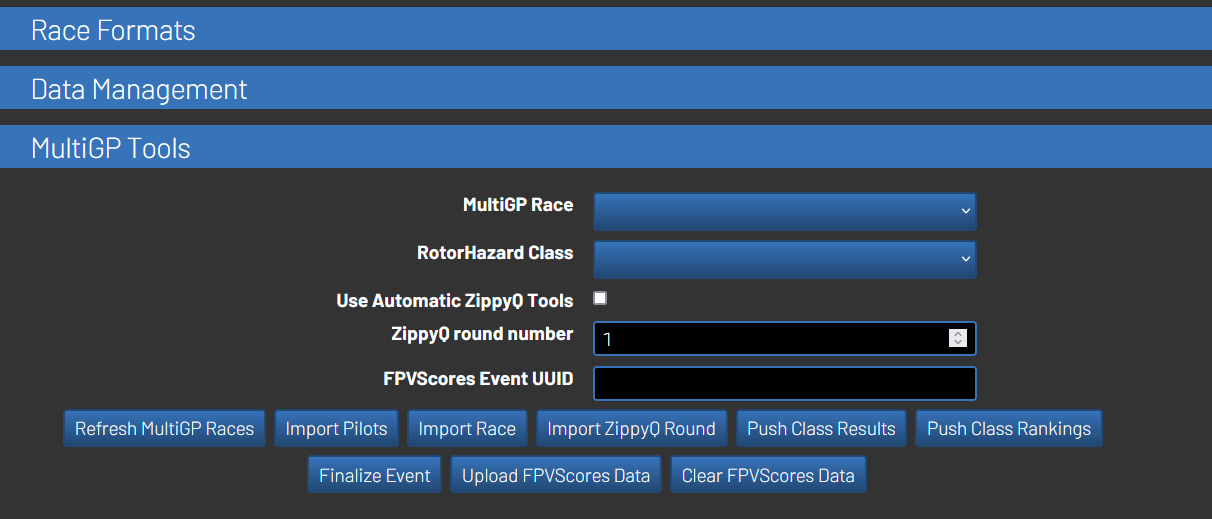 Race Formats
Data Management
MultiGP Tools
MultiGP Race
RotorHazard Class
Use Automatic ZippyQ Tools
ZippyQ round number 1
FPVScores Event UUID
Refresh MultiGP Races Import Pilots Import Race Import ZippyQ Round Push Class Results Push Class Rankings
Finalize Event Upload FPVScores Data Clear FPVScores Data